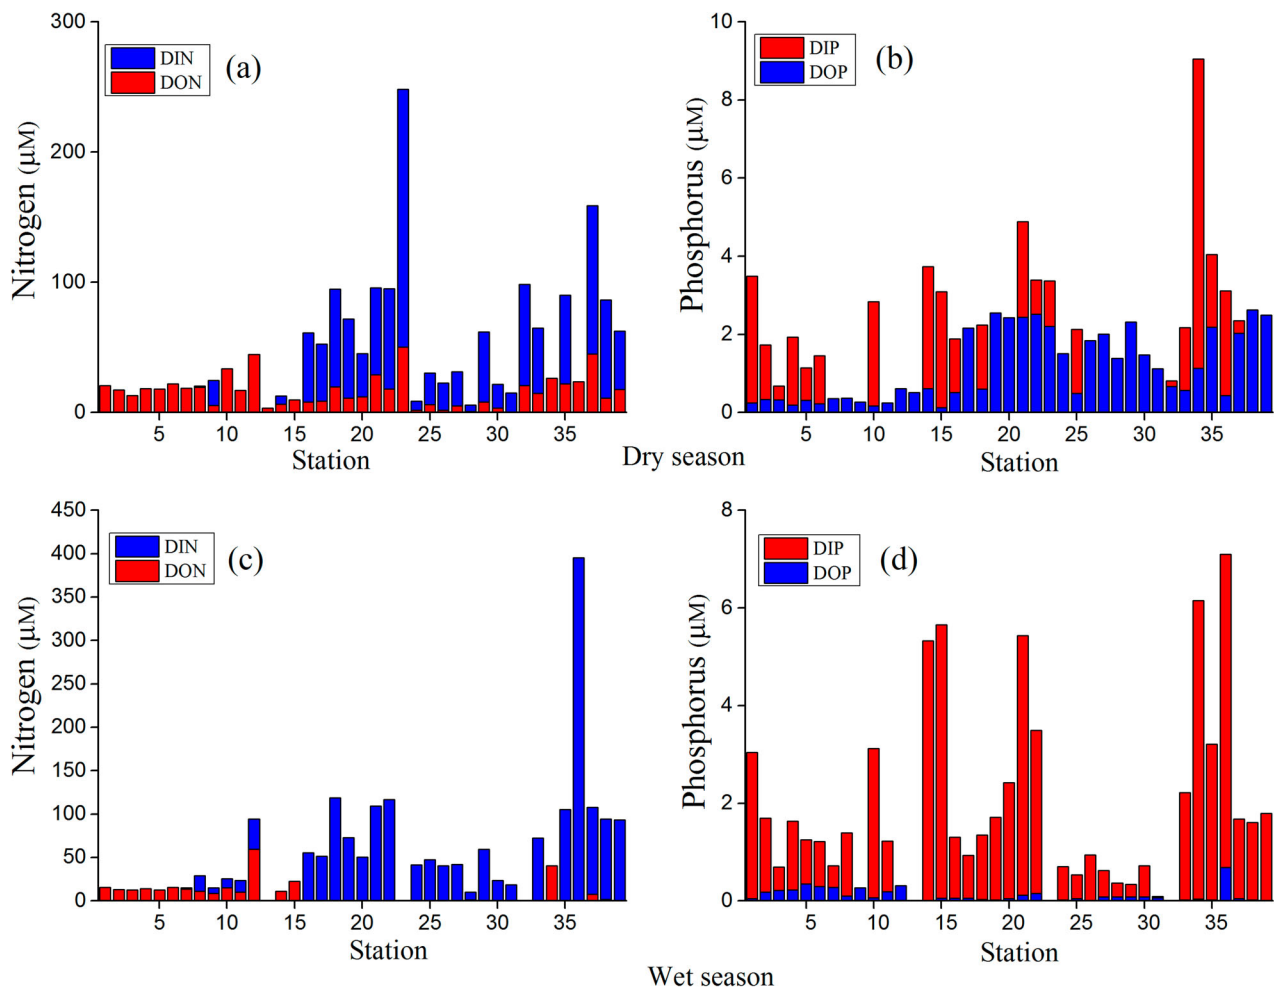 300
200
100
0
Nitrogen (μM)
DIN
DON
(a)
5 10 15 20 25 30 35
Station
10
8
6
4
2
0
Phosphorus (μM)
DIP
DOP
(b)
5 10 15 20 25 30 35
Station
Dry season
450
400
350
300
250
200
150
100
50
0
Nitrogen (μM)
DIN
DON
(c)
5 10 15 20 25 30 35
Station
8
6
4
2
0
Phosphorus (μM)
DIP
DOP
(d)
5 10 15 20 25 30 35
Station
Wet season